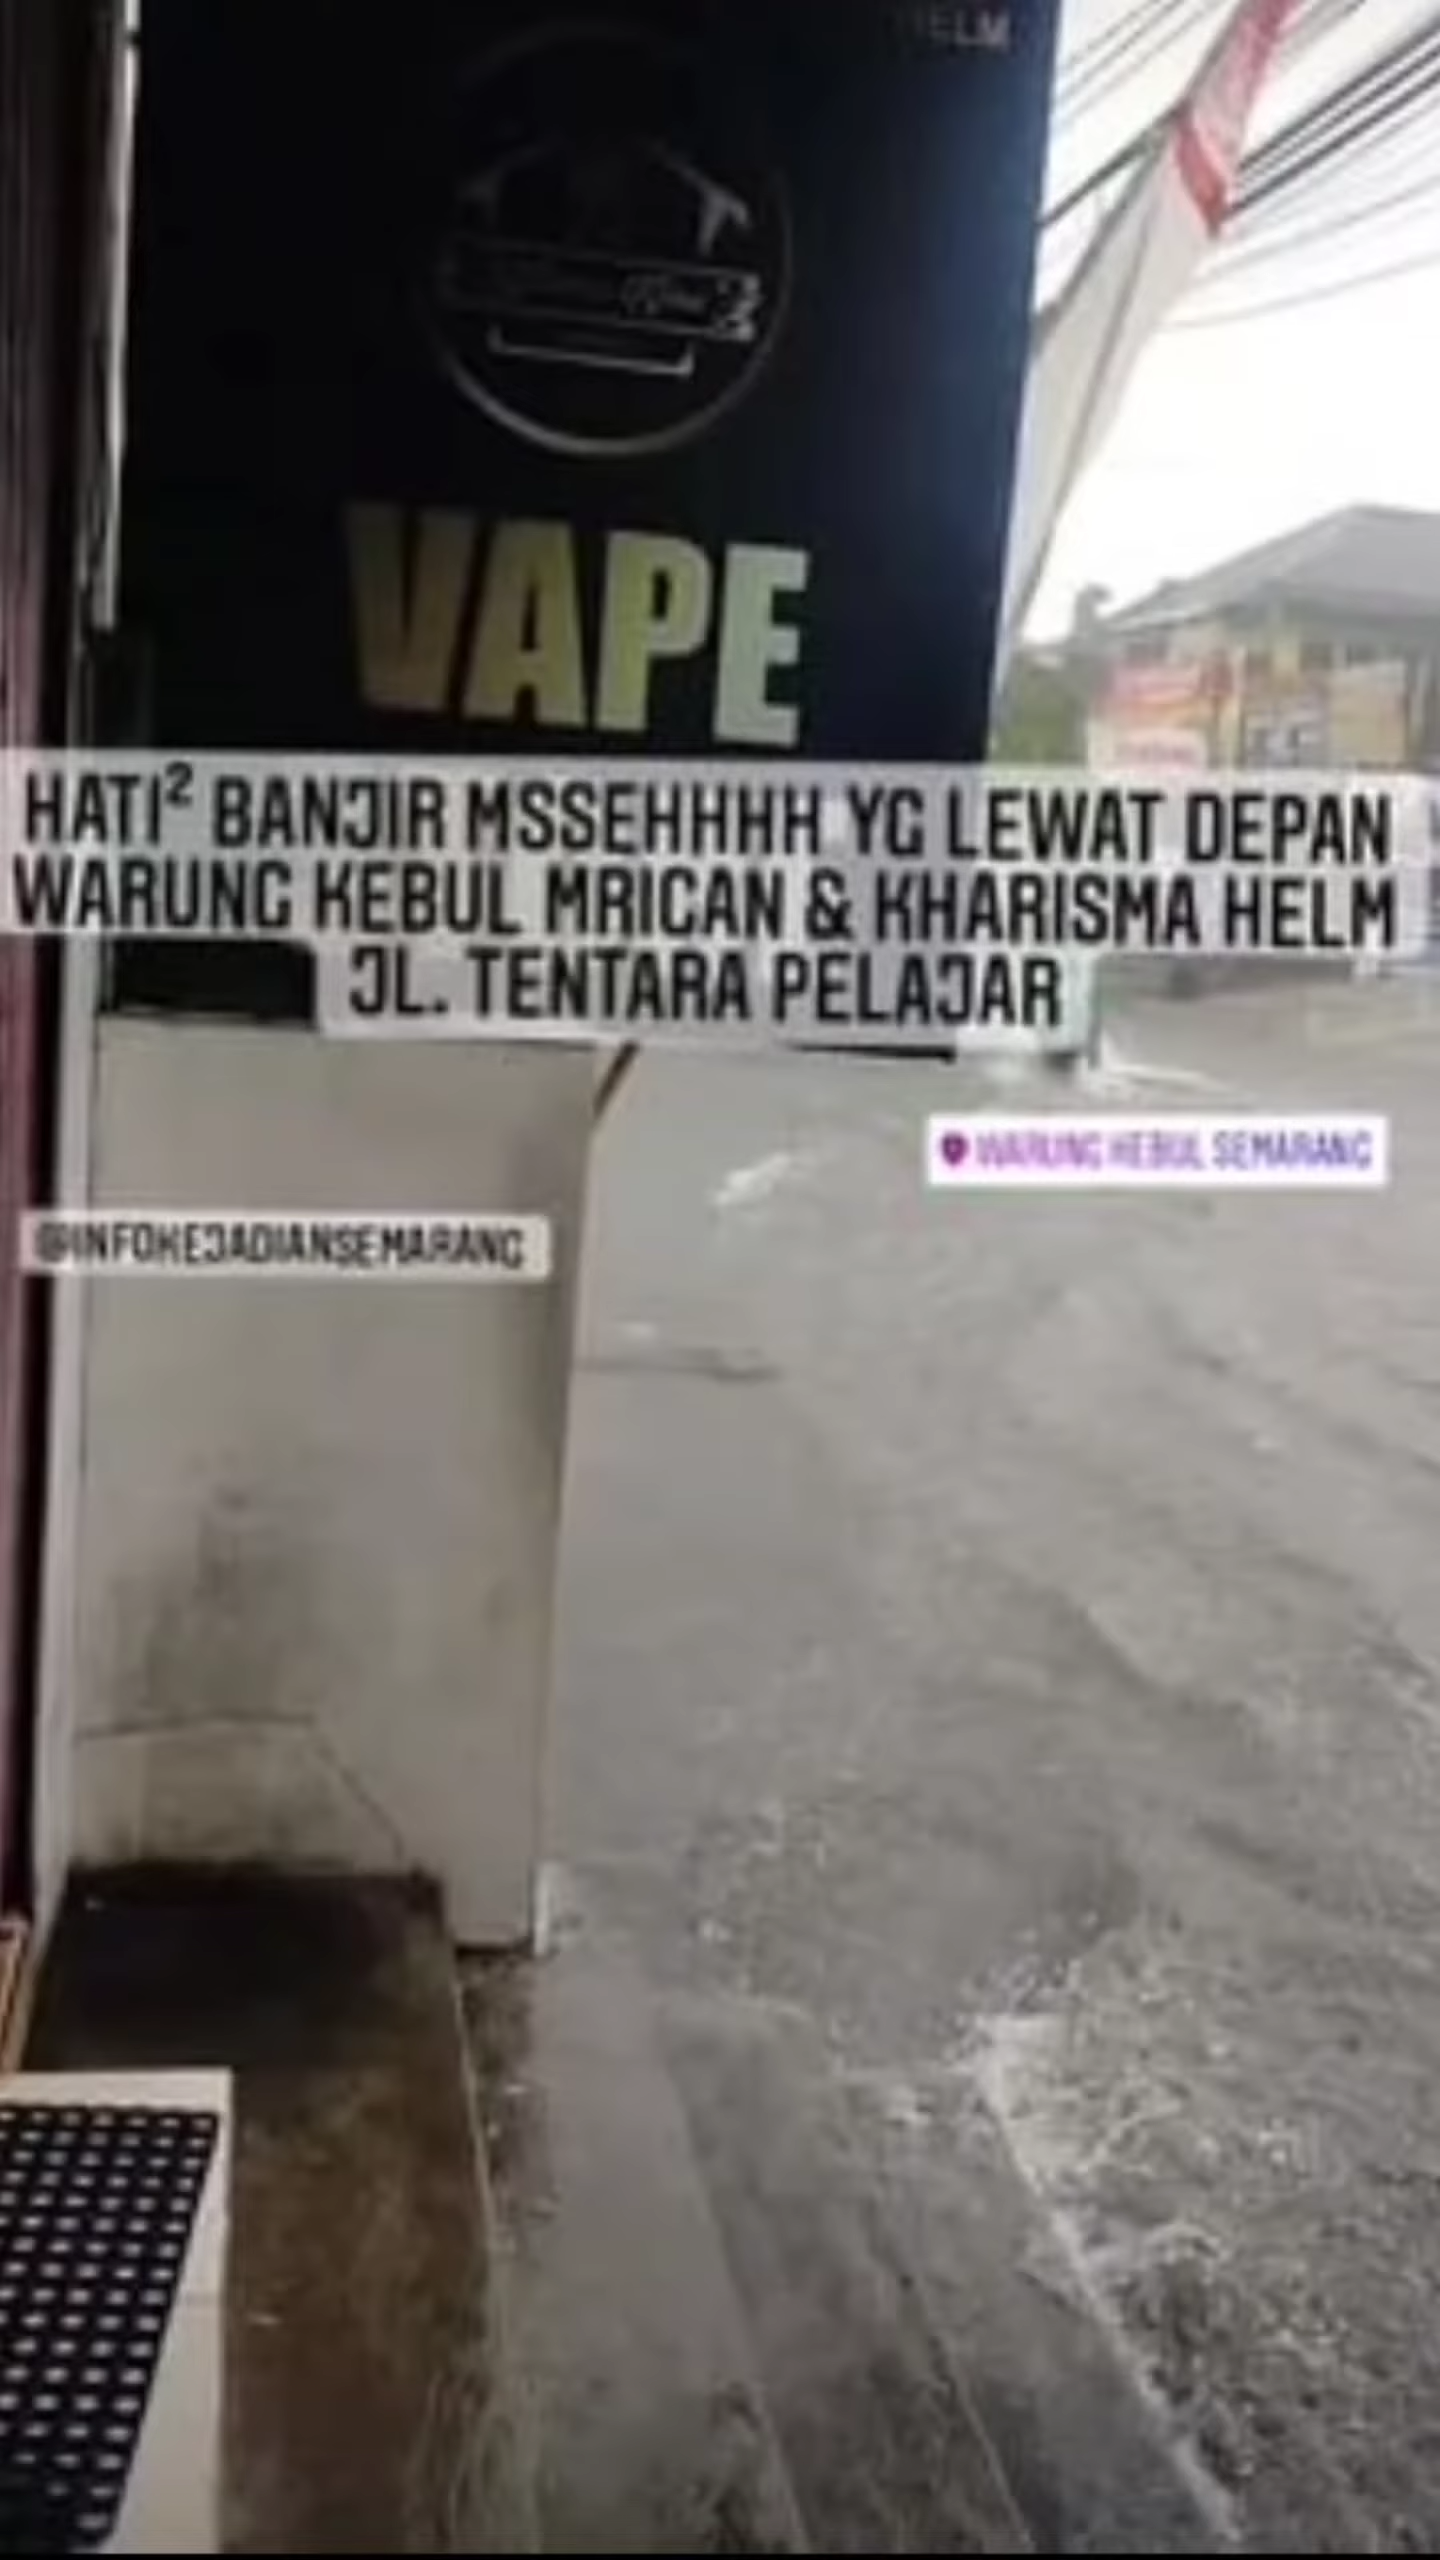 HELM
VAPE
HATI² BANJIR MSSEHHHH YG LEWAT DEPAN
WARUNG KEBUL MRICAN & KHARISMA HELM
JL. TENTARA PELAJAR
WARUNG KEBUL SEMARANG
@INFOKEJADIANSEMARANG